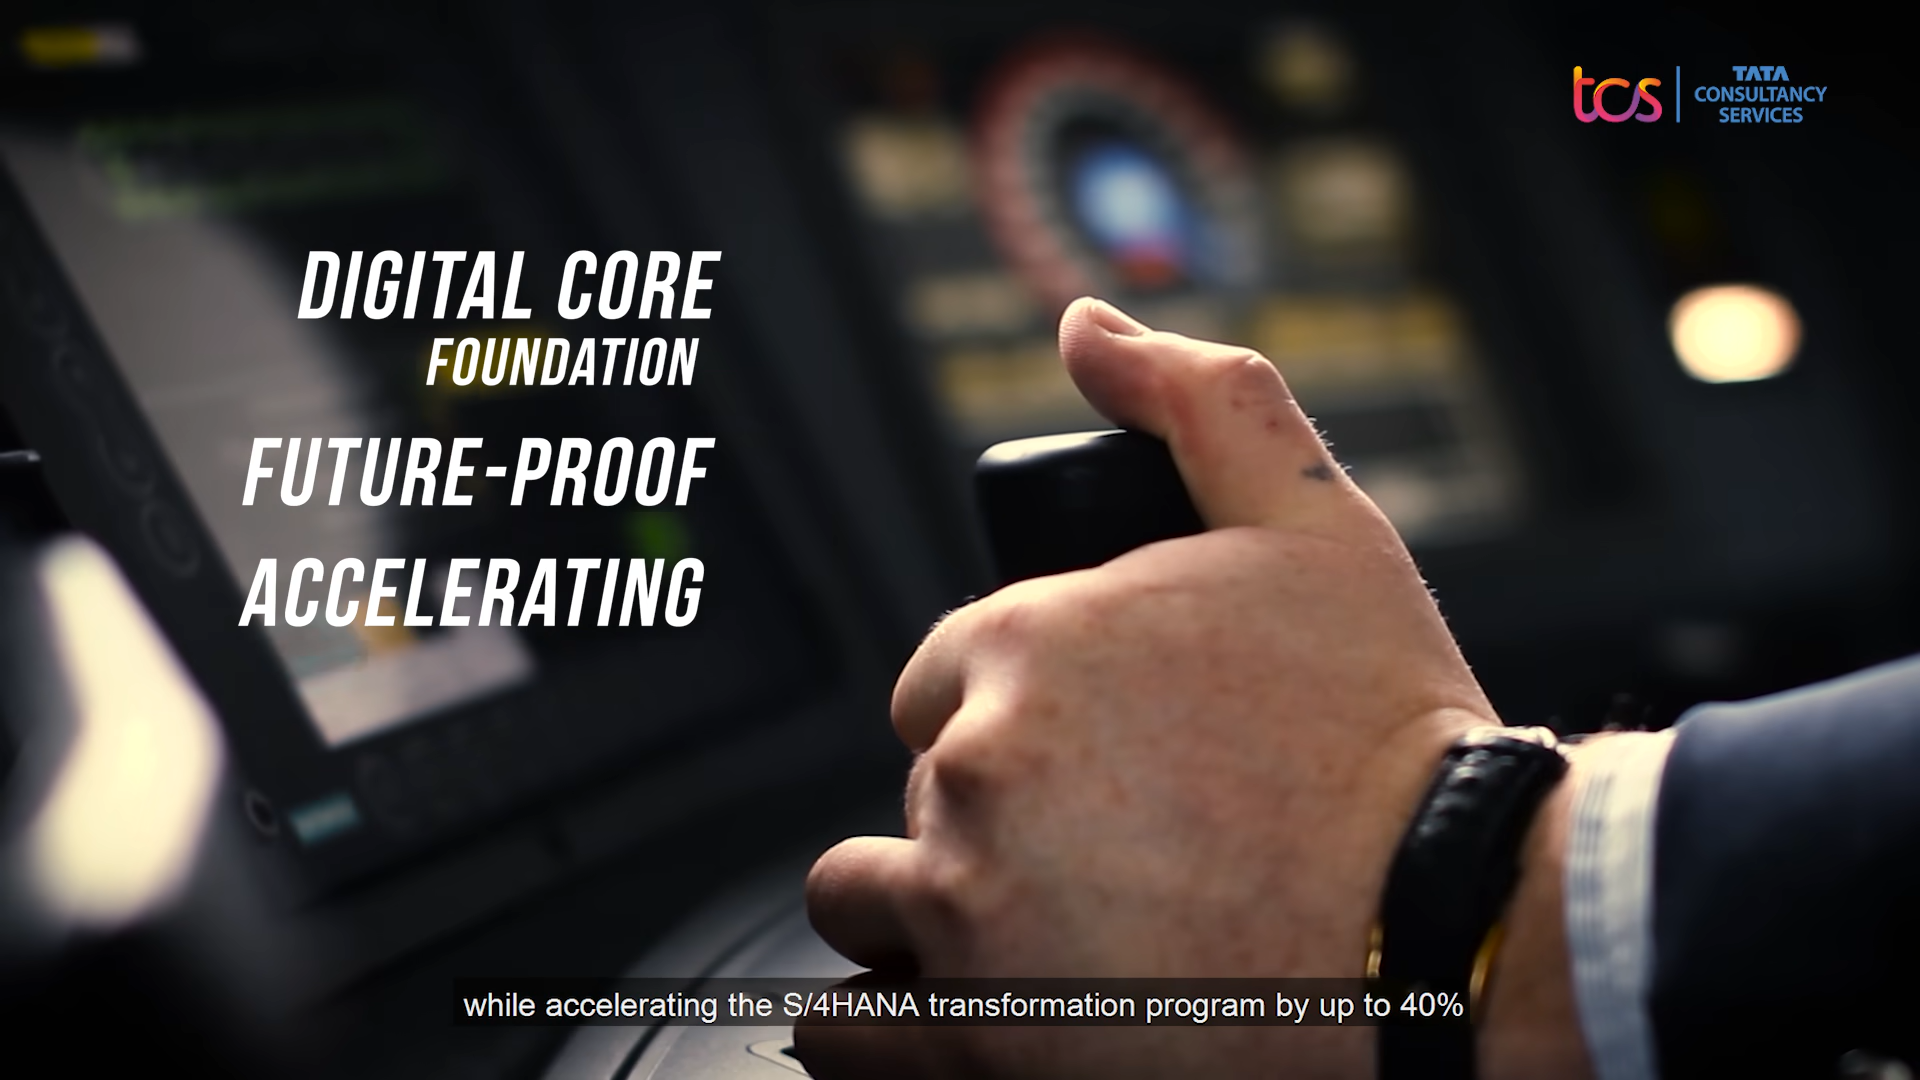 tcs
TATA
CONSULTANCY
SERVICES
DIGITAL CORE
FOUNDATION
FUTURE-PROOF
ACCELERATING
while accelerating the S/4HANA transformation program by up to 40%